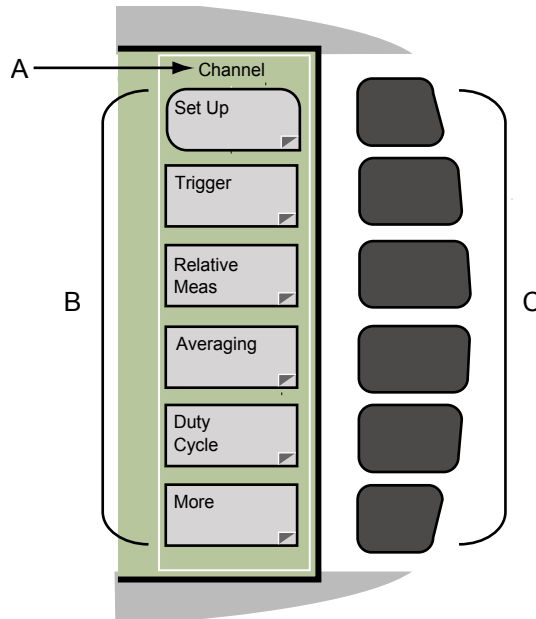 A
Channel
Set Up
Trigger
Relative
Meas
B
C
Averaging
Duty
Cycle
More